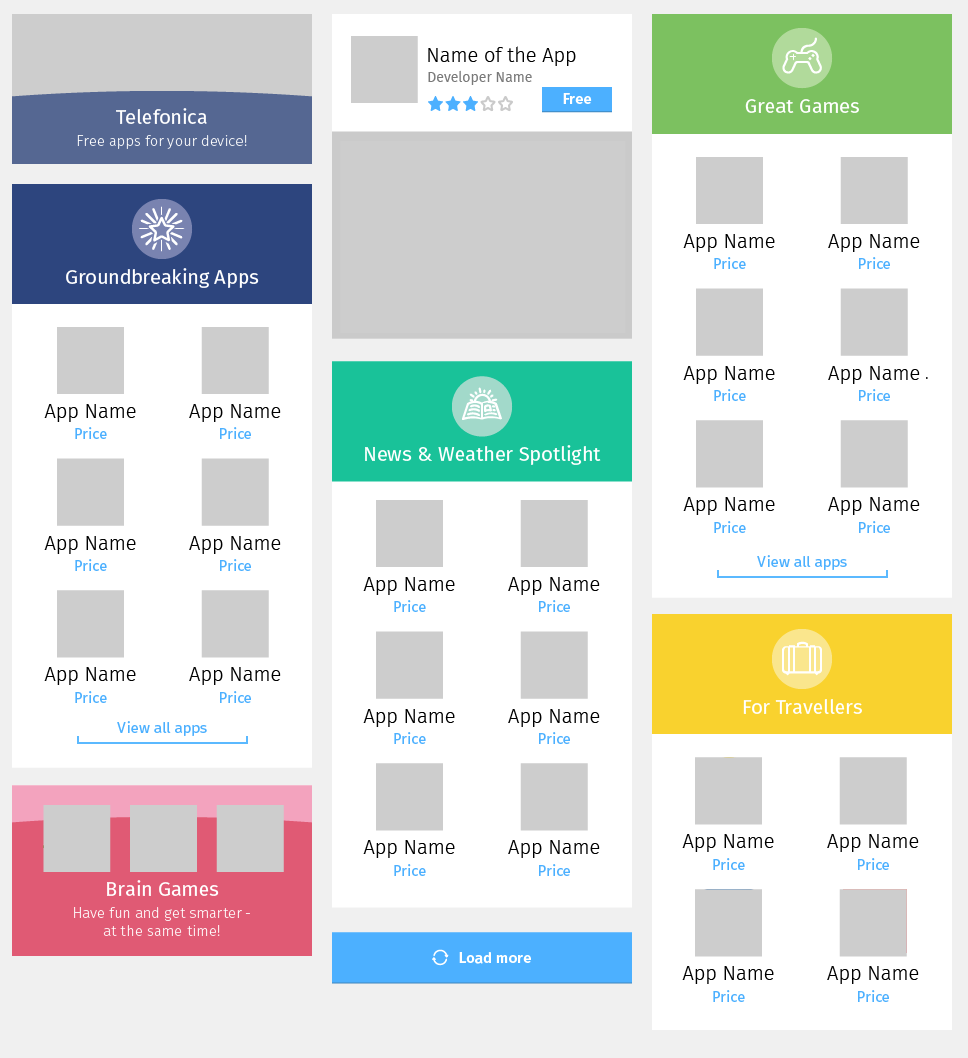 Telefonica
Free apps for your device!
Groundbreaking Apps
App Name App Name
Price Price
App Name App Name
Price Price
App Name App Name
Price Price
View all apps
Brain Games
Have fun and get smarter -
at the same time!
Name of the App
Developer Name
Free
News & Weather Spotlight
App Name App Name
Price Price
App Name App Name
Price Price
App Name App Name
Price Price
Load more
Great Games
App Name App Name
Price Price
App Name App Name .
Price Price
App Name App Name
Price Price
View all apps
For Travellers
App Name App Name
Price Price
App Name App Name
Price Price